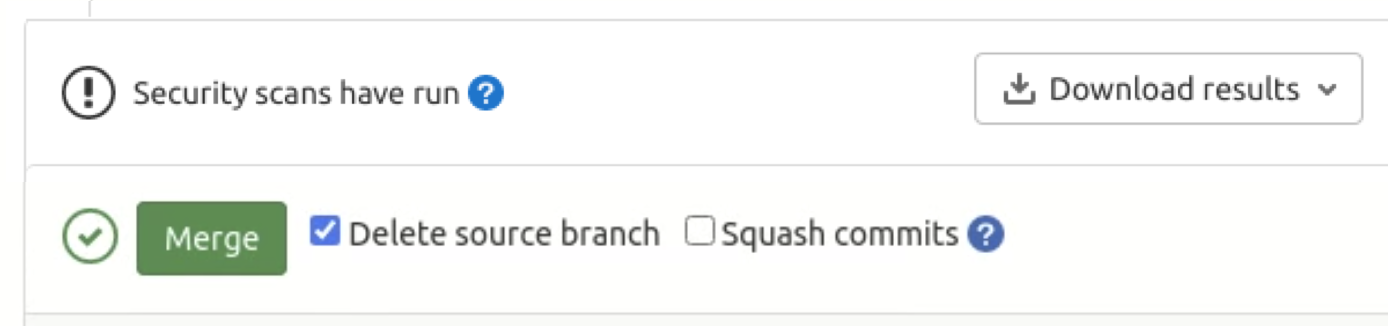 Security scans have run ?
Download results
Merge Delete source branch Squash commits ?